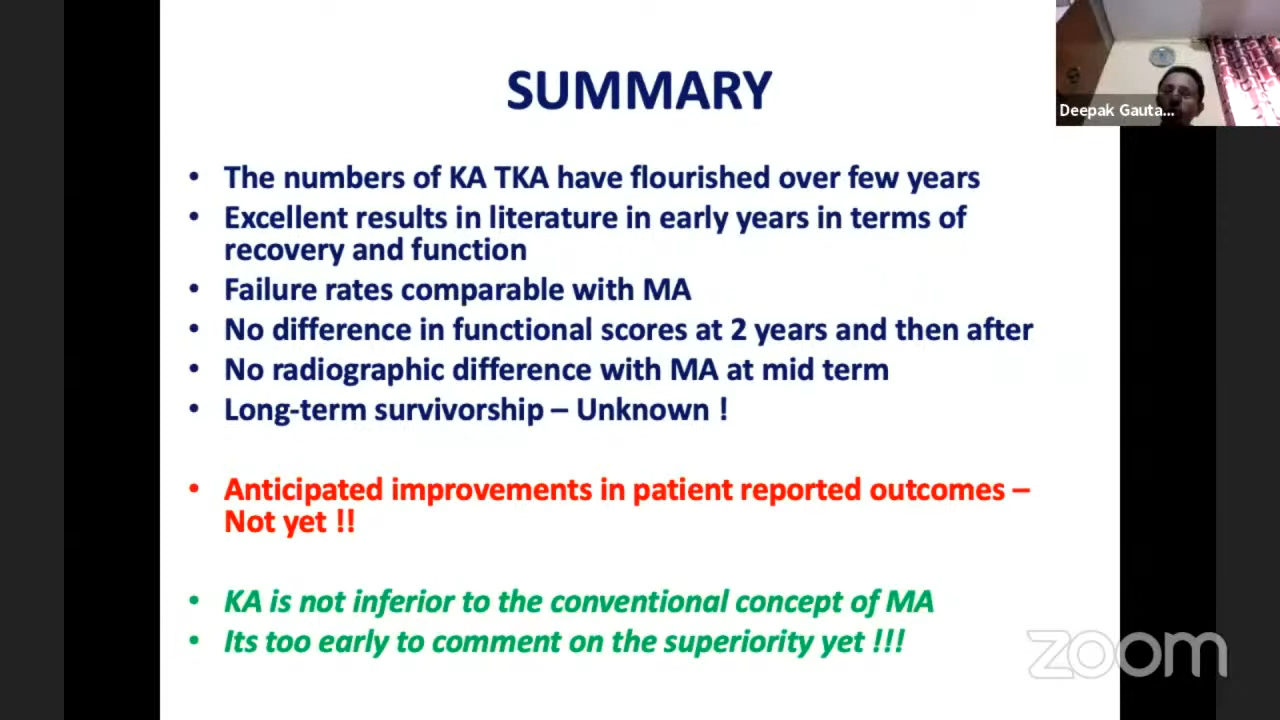 SUMMARY
Deepak Gauta...
• The numbers of KA TKA have flourished over few years
• Excellent results in literature in early years in terms of
recovery and function
• Failure rates comparable with MA
• No difference in functional scores at 2 years and then after
• No radiographic difference with MA at mid term
• Long-term survivorship – Unknown !
• Anticipated improvements in patient reported outcomes –
Not yet !!
• KA is not inferior to the conventional concept of MA
• Its too early to comment on the superiority yet !!!
zoom